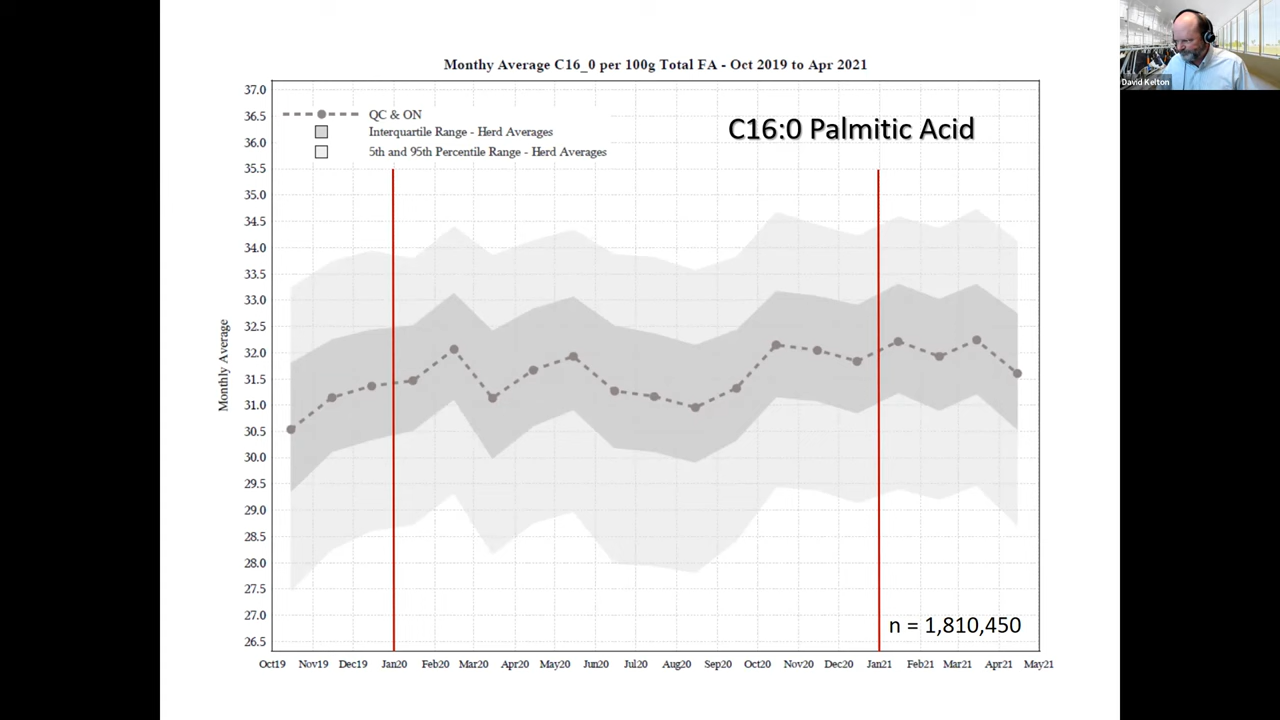 David Kelton
Monthy Average C16_0 per 100g Total FA - Oct 2019 to Apr 2021
QC & ON
Interquartile Range - Herd Averages
5th and 95th Percentile Range - Herd Averages
C16:0 Palmitic Acid
Monthly Average
37.0
36.5
36.0
35.5
35.0
34.5
34.0
33.5
33.0
32.5
32.0
31.5
31.0
30.5
30.0
29.5
29.0
28.5
28.0
27.5
27.0
26.5
n = 1,810,450
Oct19 Nov19 Dec19 Jan20 Feb20 Mar20 Apr20 May20 Jun20 Jul20 Aug20 Sep20 Oct20 Nov20 Dec20 Jan21 Feb21 Mar21 Apr21 May21